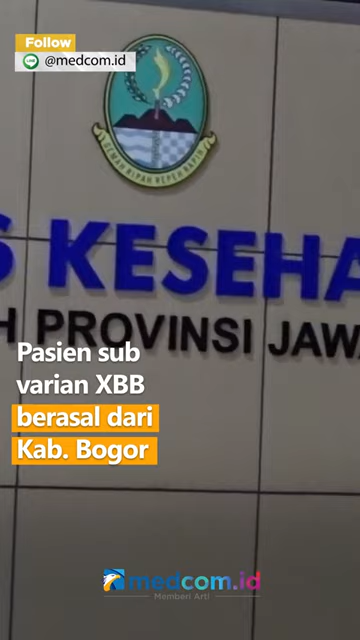 Follow
@medcom.id
GEMAH RIPAH REPEH RAPIH
S KESEHA
H PROVINSI JAWA
Pasien sub
varian XBB
berasal dari
Kab. Bogor
medcom.id
Memberi Arti